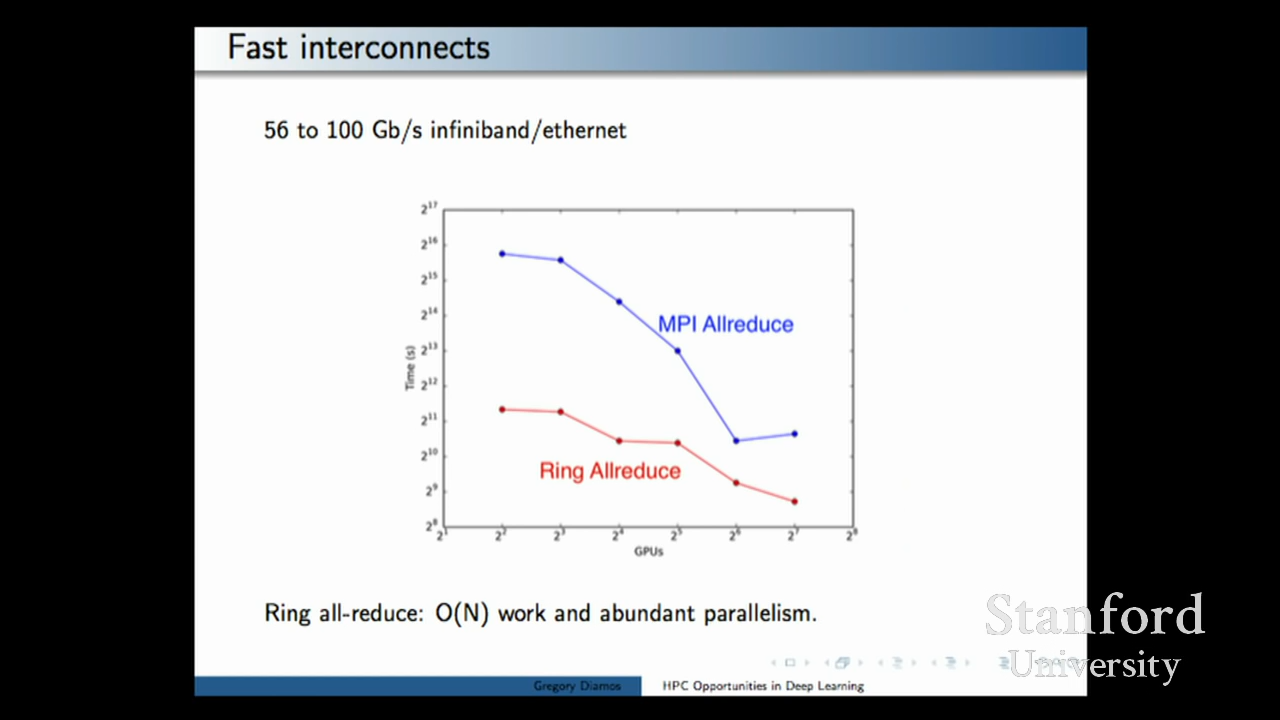 Fast interconnects
56 to 100 Gb/s infiniband/ethernet
2¹⁷
2¹⁶
2¹⁵
2¹⁴
2¹³
2¹²
2¹¹
2¹⁰
2⁹
2⁸
Time (s)
MPI Allreduce
Ring Allreduce
2¹ 2² 2³ 2⁴ 2⁵ 2⁶ 2⁷ 2⁸
GPUs
Ring all-reduce: O(N) work and abundant parallelism.
Stanford
University
Gregory Diamos HPC Opportunities in Deep Learning